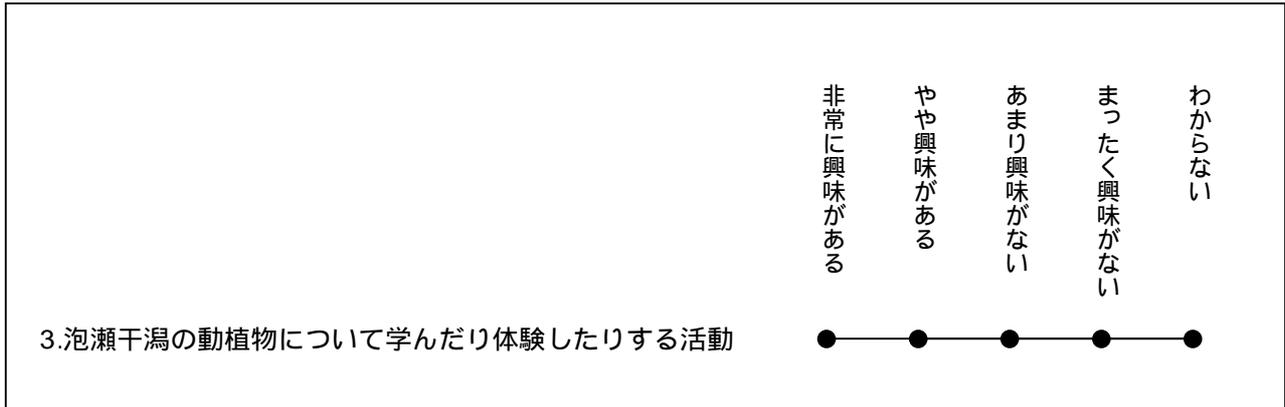 非常に興味がある
やや興味がある
あまり興味がない
まったく興味がない
わからない
3.泡瀬干潟の動植物について学んだり体験したりする活動